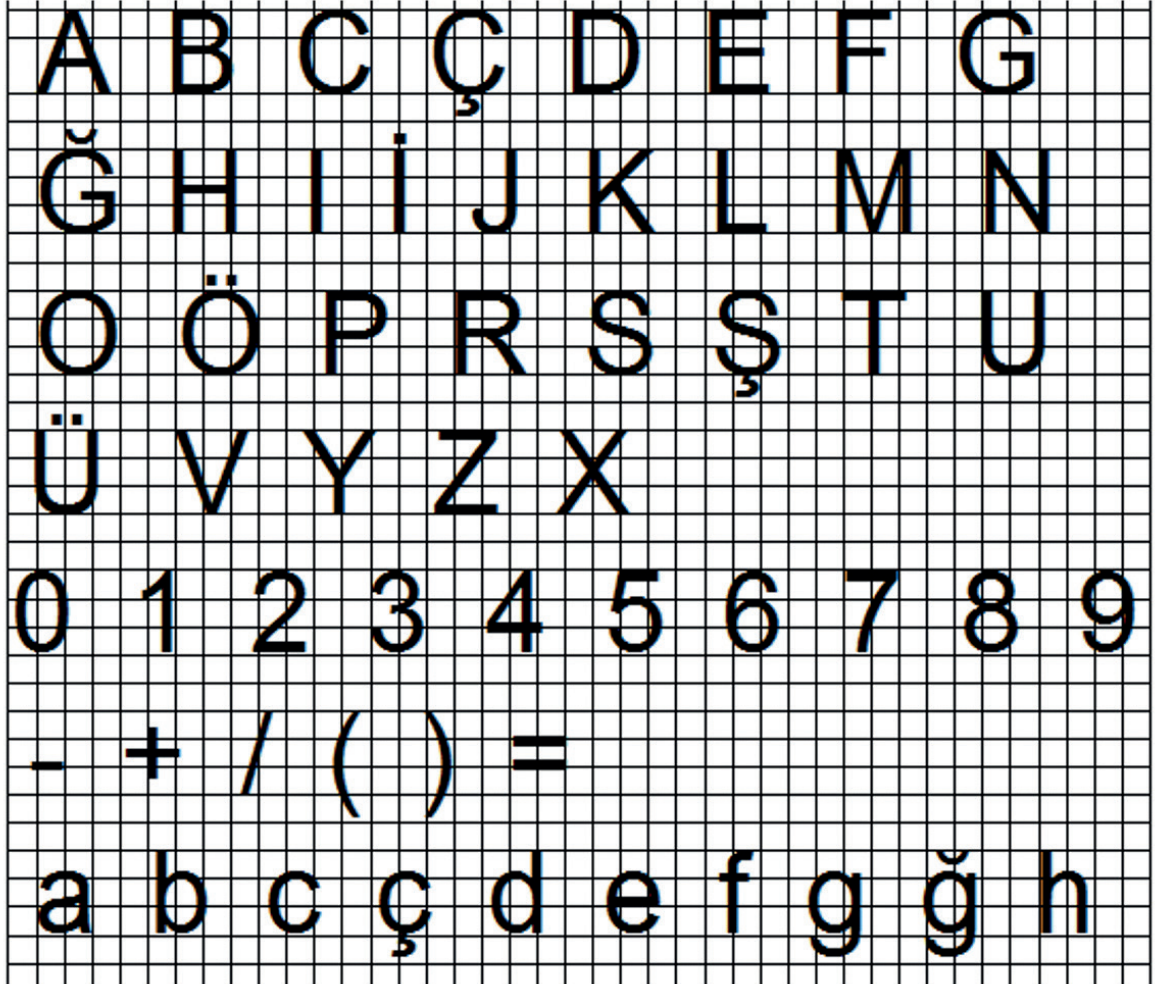 A B C Ç D E F G
Ğ H I İ J K L M N
O Ö P R S Ş T U
Ü V Y Z X
0 1 2 3 4 5 6 7 8 9
- + / ( ) =
a b c ç d e f g ğ h